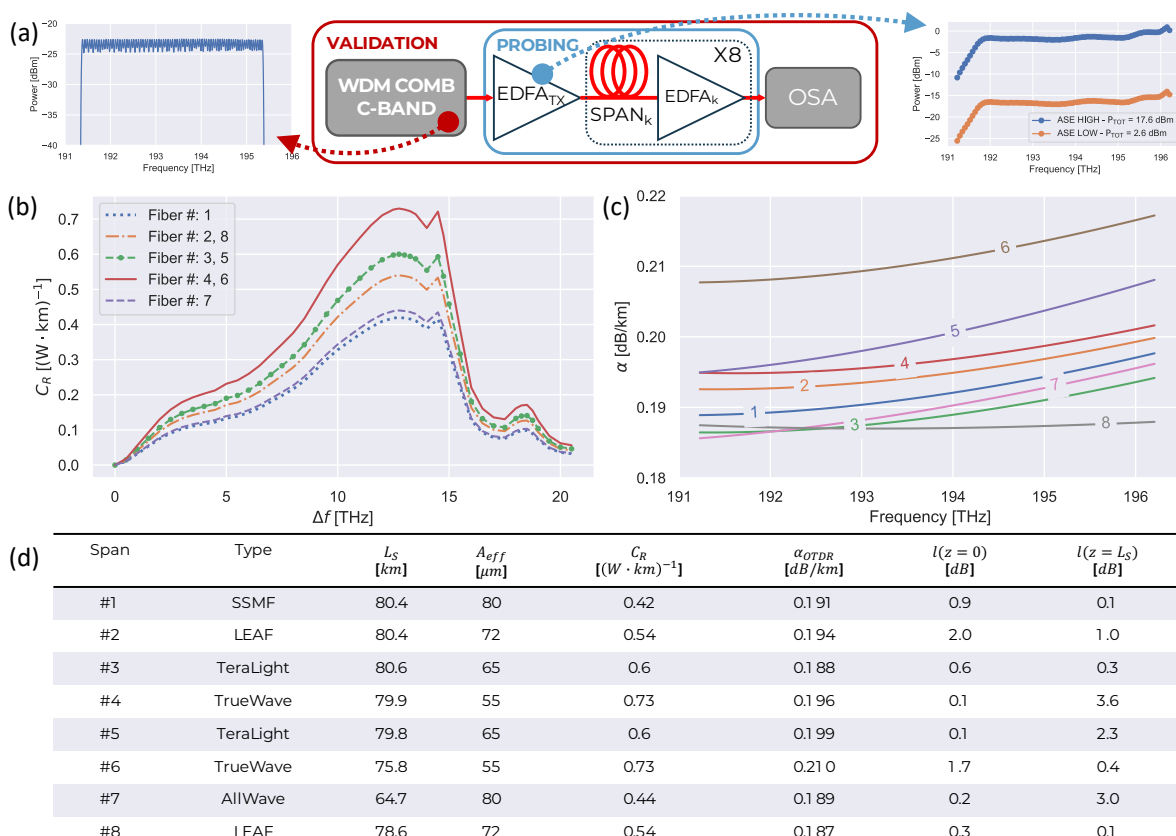 (a)
Power [dBm]
−20
−25
−30
−35
−40
191 192 193 194 195 196
Frequency [THz]
VALIDATION
WDM COMB
C-BAND
PROBING
EDFA_TX
SPAN_k
X8
EDFA_k
OSA
Power [dBm]
0
−5
−10
−15
−20
−25
ASE HIGH - P_TOT = 17.6 dBm
ASE LOW - P_TOT = 2.6 dBm
191 192 193 194 195 196
Frequency [THz]
(b)
C_R [(W · km)⁻¹]
0.7
0.6
0.5
0.4
0.3
0.2
0.1
0.0
Fiber #: 1
Fiber #: 2, 8
Fiber #: 3, 5
Fiber #: 4, 6
Fiber #: 7
0 5 10 15 20
Δf [THz]
(c)
α [dB/km]
0.22
0.21
0.20
0.19
0.18
6
5
4
2
1
7
3
8
191 192 193 194 195 196
Frequency [THz]
(d)
Span Type L_S [km] A_eff [μm] C_R [(W · km)⁻¹] α_OTDR [dB/km] l(z = 0) [dB] l(z = L_S) [dB]
#1 SSMF 80.4 80 0.42 0.191 0.9 0.1
#2 LEAF 80.4 72 0.54 0.194 2.0 1.0
#3 TeraLight 80.6 65 0.6 0.188 0.6 0.3
#4 TrueWave 79.9 55 0.73 0.196 0.1 3.6
#5 TeraLight 79.8 65 0.6 0.199 0.1 2.3
#6 TrueWave 75.8 55 0.73 0.210 1.7 0.4
#7 AllWave 64.7 80 0.44 0.189 0.2 3.0
#8 LEAF 78.6 72 0.54 0.187 0.3 0.1